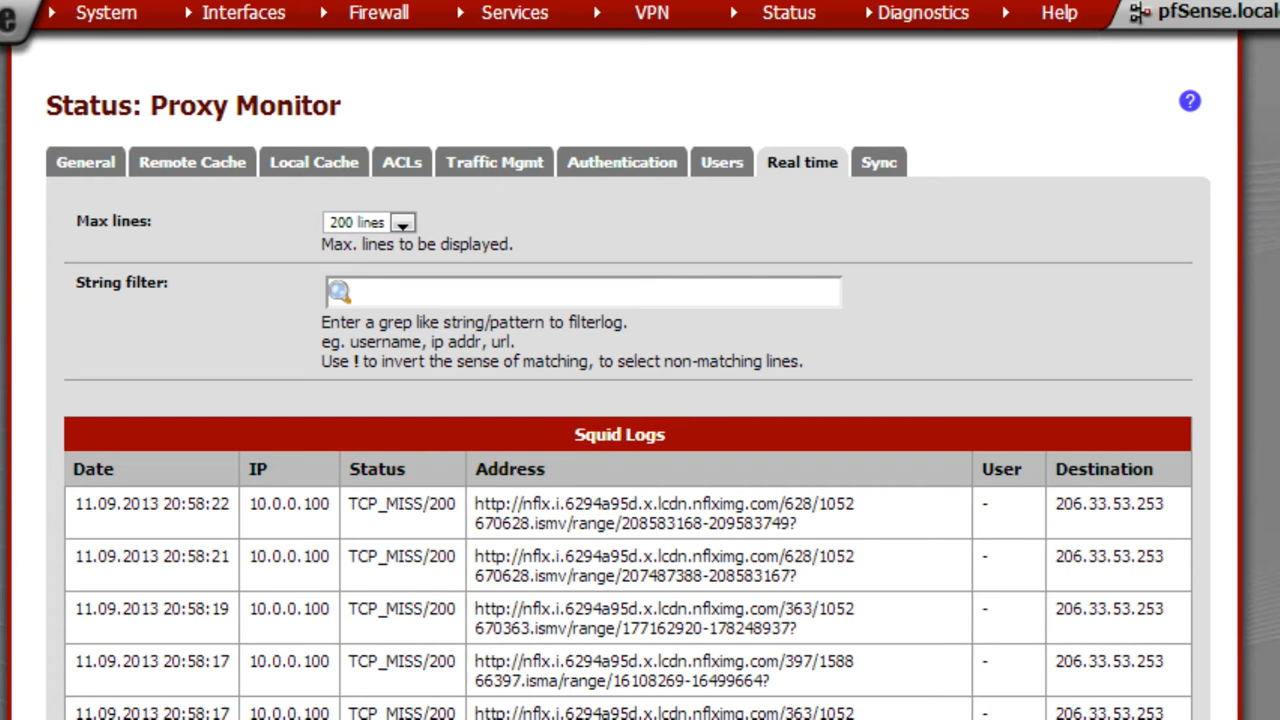 System Interfaces Firewall Services VPN Status Diagnostics Help pfSense.local
Status: Proxy Monitor
?
General Remote Cache Local Cache ACLs Traffic Mgmt Authentication Users Real time Sync
Max lines: 200 lines
Max. lines to be displayed.
String filter:
Enter a grep like string/pattern to filterlog.
eg. username, ip addr, url.
Use ! to invert the sense of matching, to select non-matching lines.
Squid Logs
Date IP Status Address User Destination
11.09.2013 20:58:22 10.0.0.100 TCP_MISS/200 http://nflx.i.6294a95d.x.lcdn.nflximg.com/628/1052 - 206.33.53.253
670628.ismv/range/208583168-209583749?
11.09.2013 20:58:21 10.0.0.100 TCP_MISS/200 http://nflx.i.6294a95d.x.lcdn.nflximg.com/628/1052 - 206.33.53.253
670628.ismv/range/207487388-208583167?
11.09.2013 20:58:19 10.0.0.100 TCP_MISS/200 http://nflx.i.6294a95d.x.lcdn.nflximg.com/363/1052 - 206.33.53.253
670363.ismv/range/177162920-178248937?
11.09.2013 20:58:17 10.0.0.100 TCP_MISS/200 http://nflx.i.6294a95d.x.lcdn.nflximg.com/397/1588 - 206.33.53.253
66397.isma/range/16108269-16499664?
11.09.2013 20:58:17 10.0.0.100 TCP_MISS/200 http://nflx.i.6294a95d.x.lcdn.nflximg.com/363/1052 - 206.33.53.253